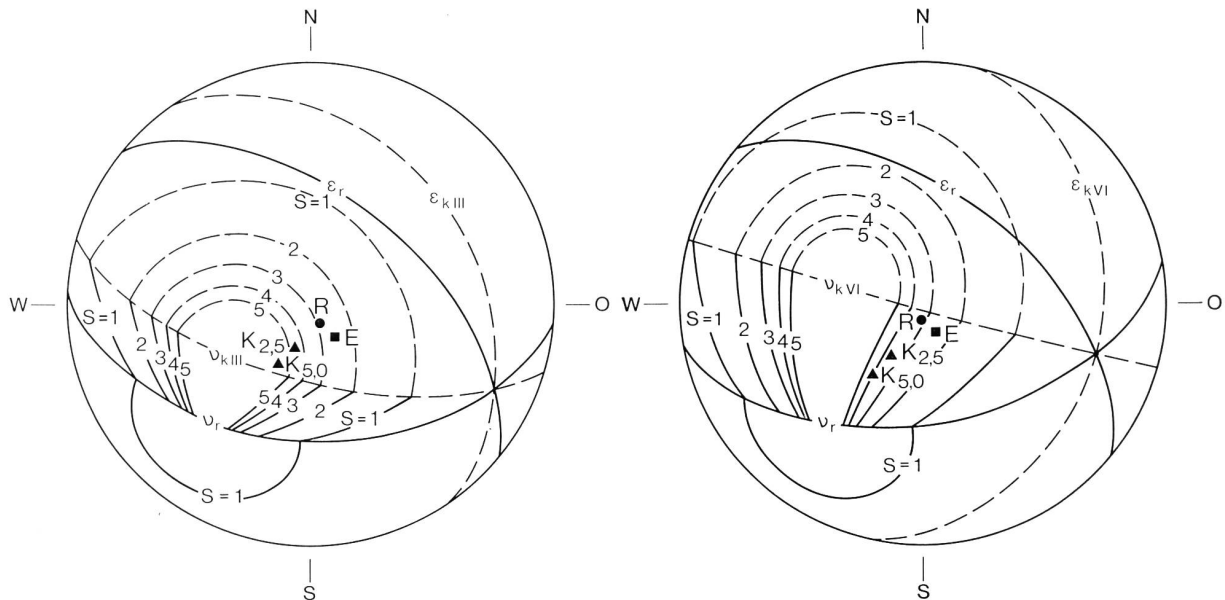 N
ε_r
S=1
ε_kIII
2
3
4
5
R
E
W
O
S=1
2
3
4
5
K_2,5
K_5,0
ν_kIII
5
4
3
2
S=1
ν_r
S=1
S
N
S=1
2
ε_r
ε_kVI
3
4
5
ν_kVI
W
O
S=1
2
3
4
5
R
E
K_2,5
K_5,0
ν_r
S=1
S